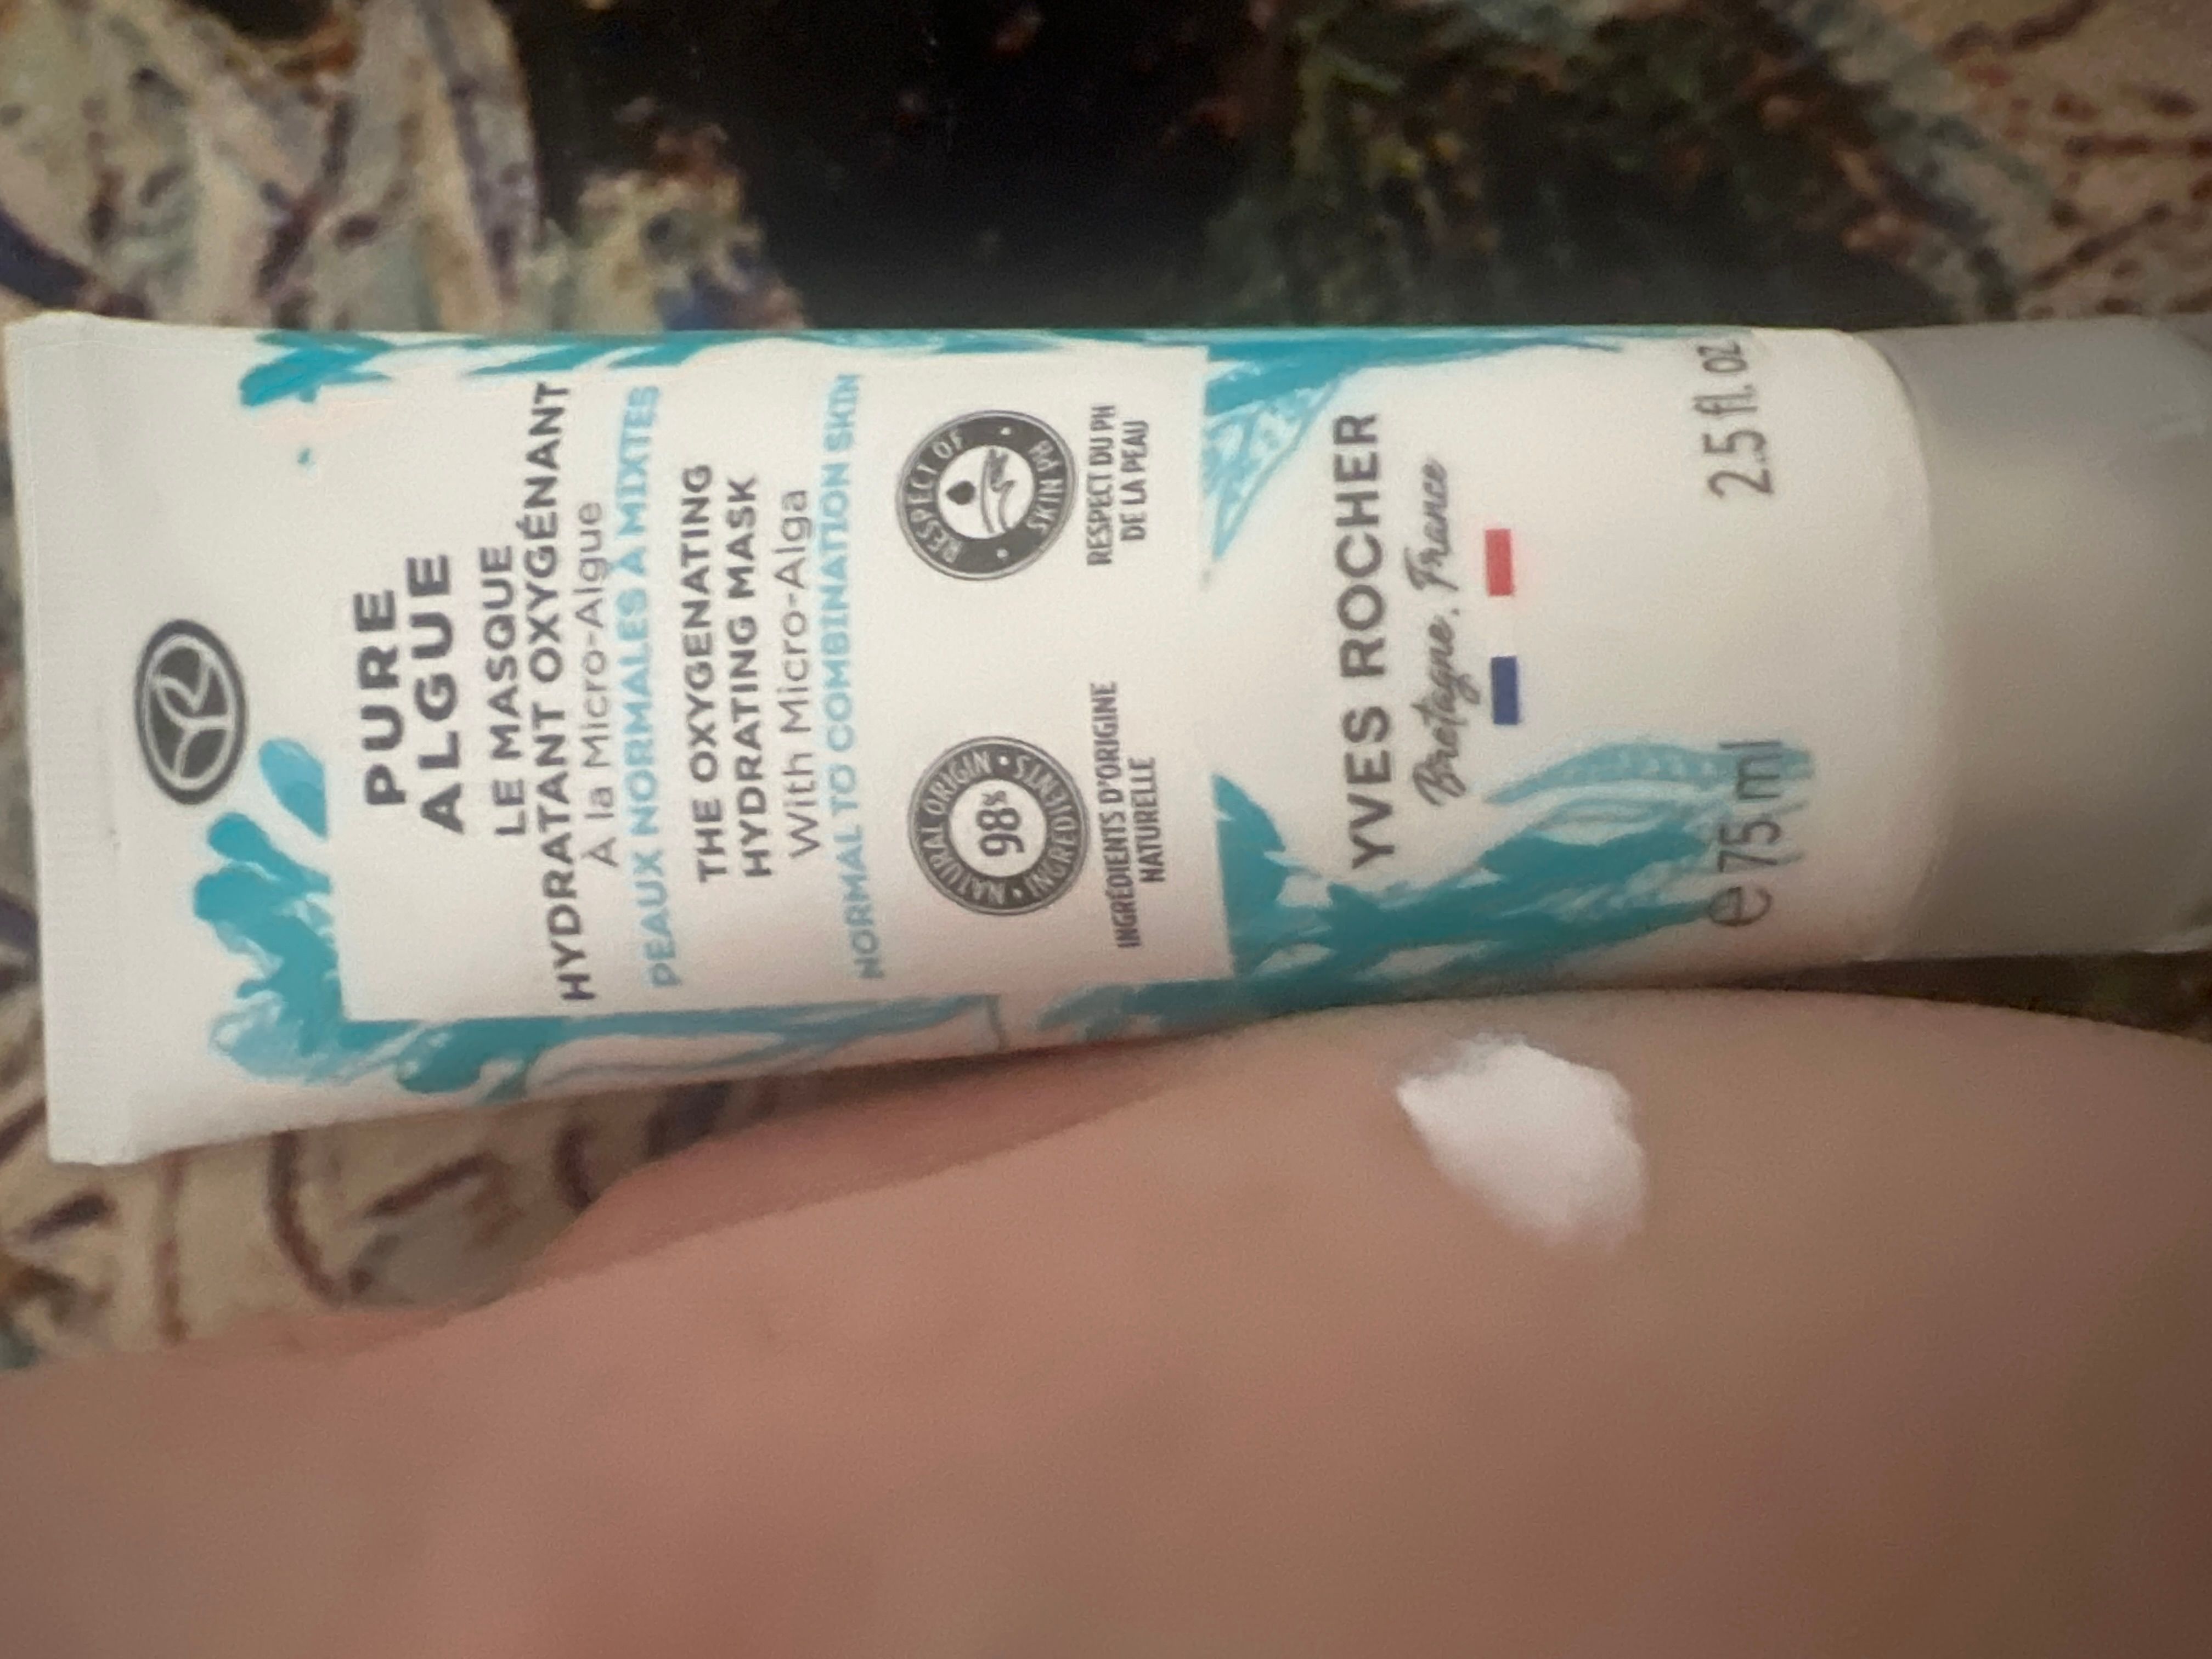 PURE
ALGUE
LE MASQUE
HYDRATANT OXYGÉNANT
À la Micro-Algue
PEAUX NORMALES À MIXTES
THE OXYGENATING
HYDRATING MASK
With Micro-Alga
NORMAL TO COMBINATION SKIN
NATURAL ORIGIN • INGREDIENTS •
98%
INGRÉDIENTS D'ORIGINE
NATURELLE
RESPECT OF • SKIN PH •
RESPECT DU PH
DE LA PEAU
YVES ROCHER
Bretagne, France
e 75 ml
2.5 fl. oz